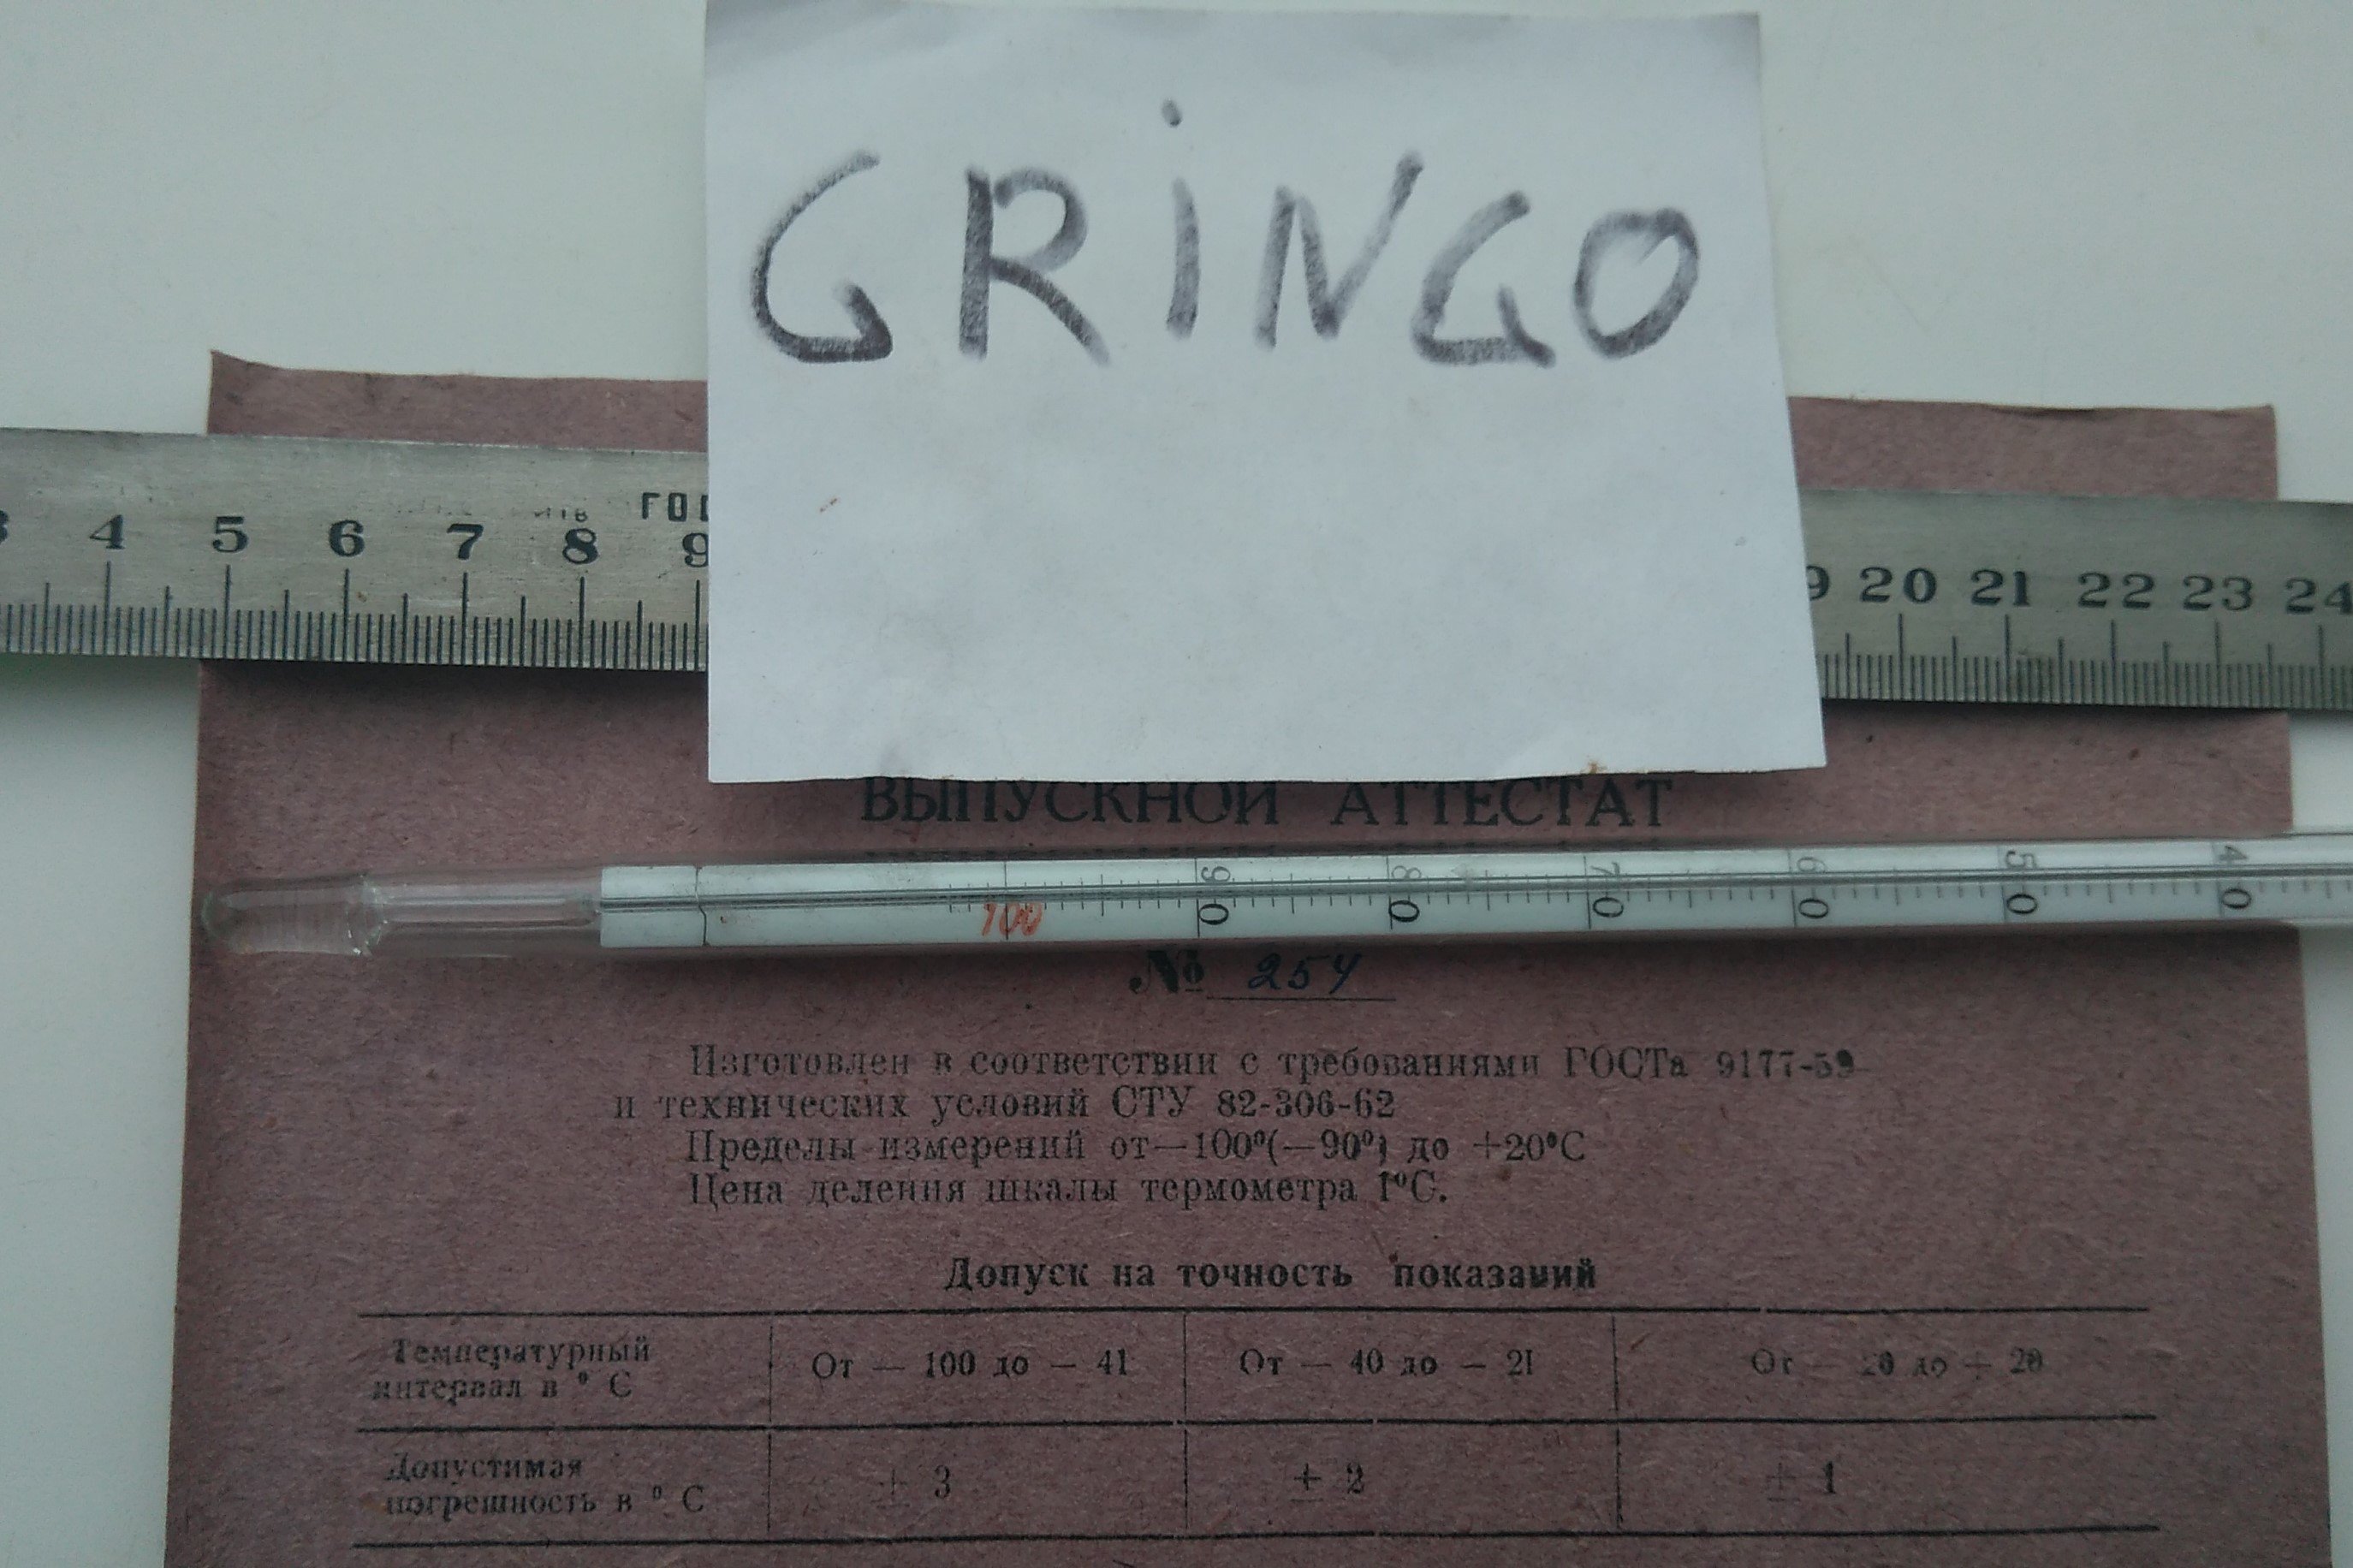 GRiNGO
ГОС
4 5 6 7 8 9
20 21 22 23 24
ВЫПУСКНОЙ АТТЕСТАТ
100 90 80 70 60 50 40
№ 254
Изготовлен в соответствии с требованиями ГОСТа 9177-59
и технических условий СТУ 82-306-62
Пределы измерений от—100°(—90°) до +20°С
Цена деления шкалы термометра 1°С.
Допуск на точность показаний
Температурный интервал в ° С
От — 100 до — 41
От — 40 до — 21
От — 20 до + 20
Допустимая погрешность в ° С
± 3
± 2
± 1